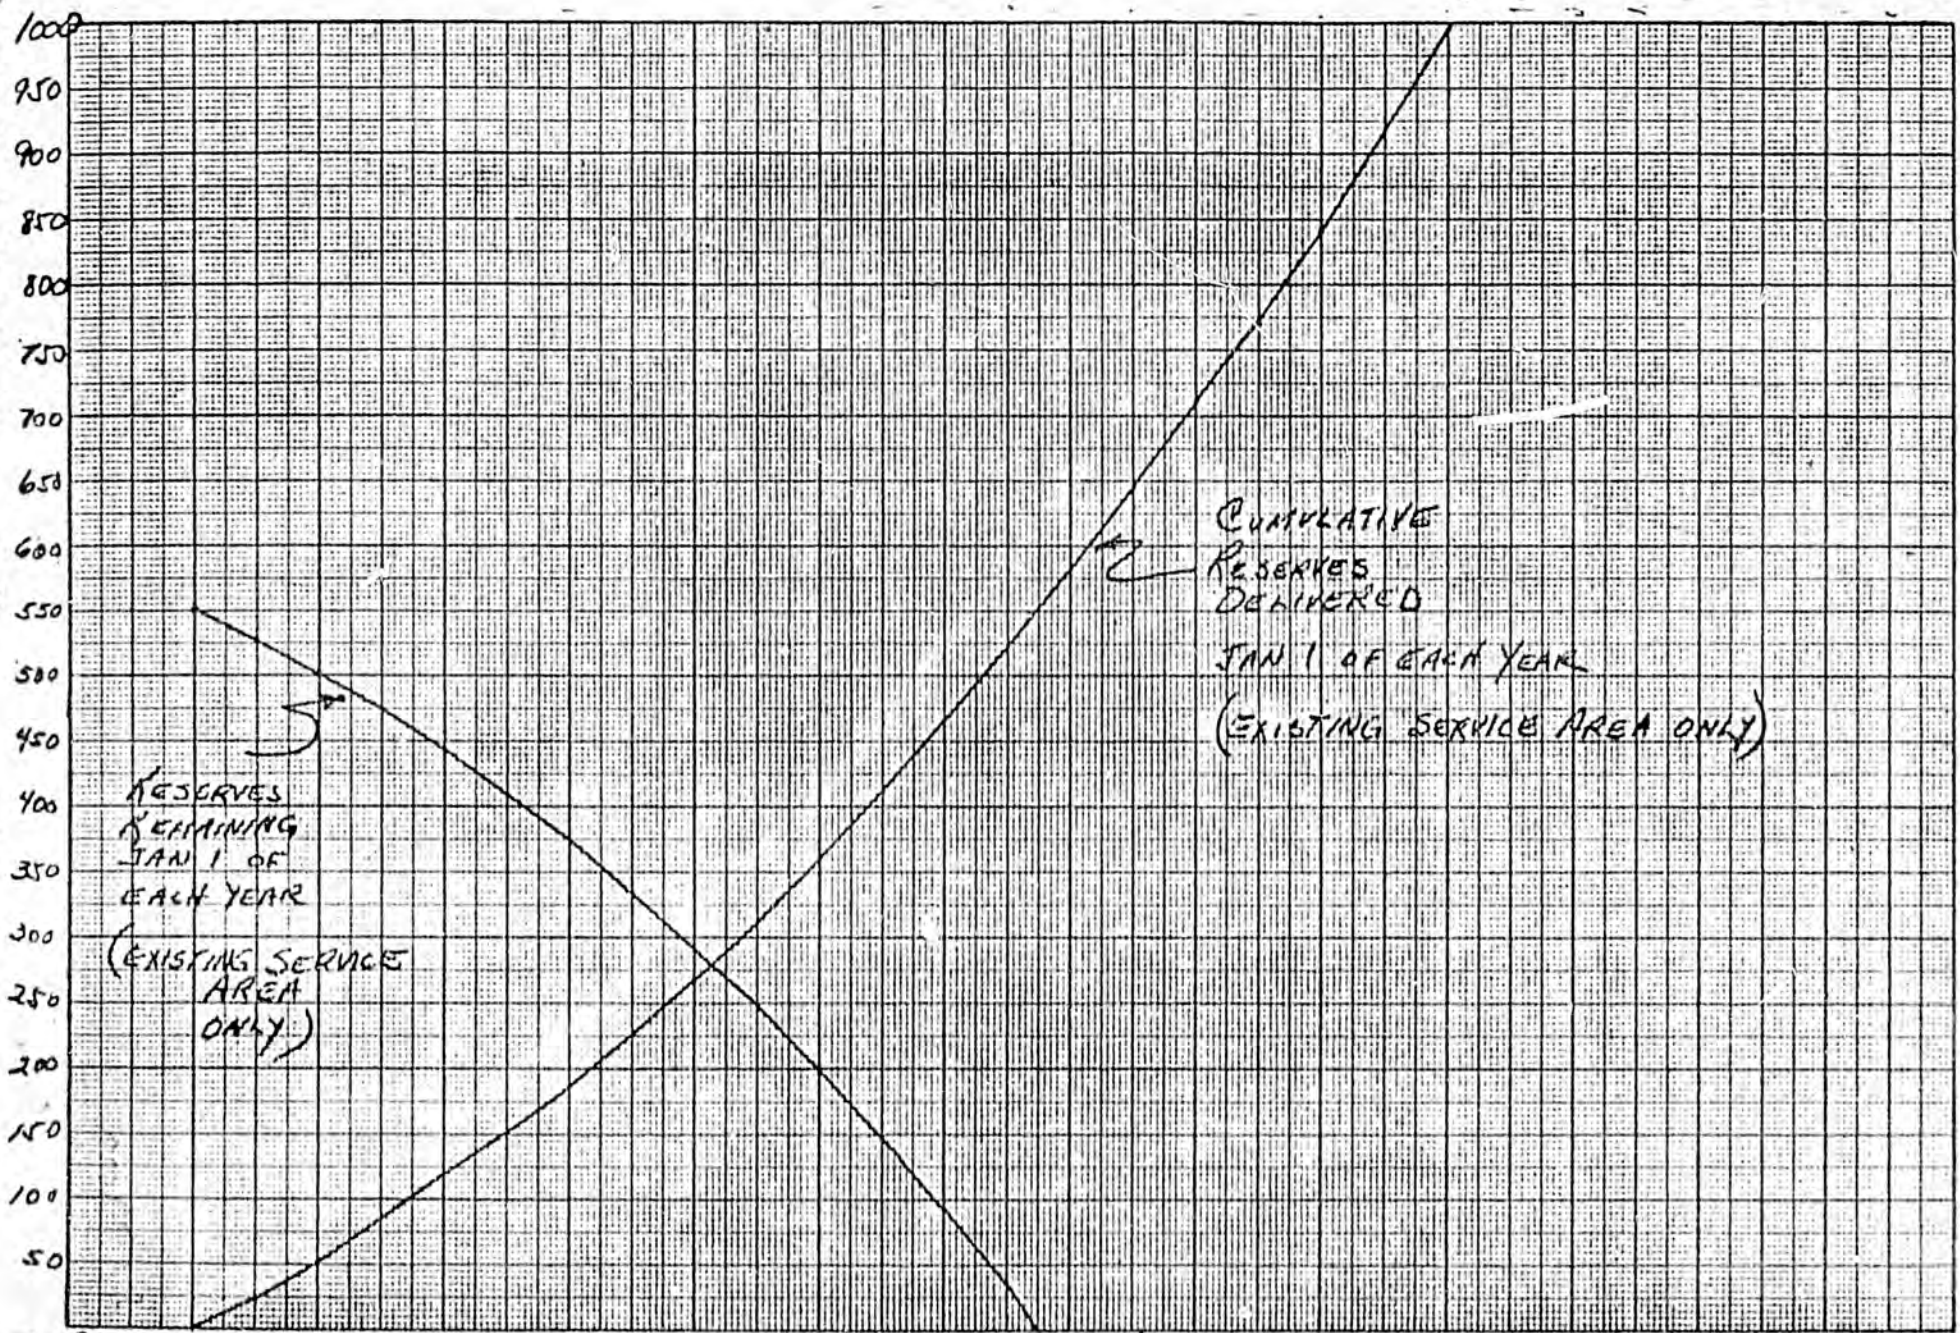 1000
950
900
850
800
750
700
650
600
550
500
450
400
350
300
250
200
150
100
50
CUMULATIVE
RESERVES
DELIVERED
JAN 1 OF EACH YEAR
(EXISTING SERVICE AREA ONLY)
RESERVES
REMAINING
JAN 1 OF
EACH YEAR
(EXISTING SERVICE
AREA
ONLY)